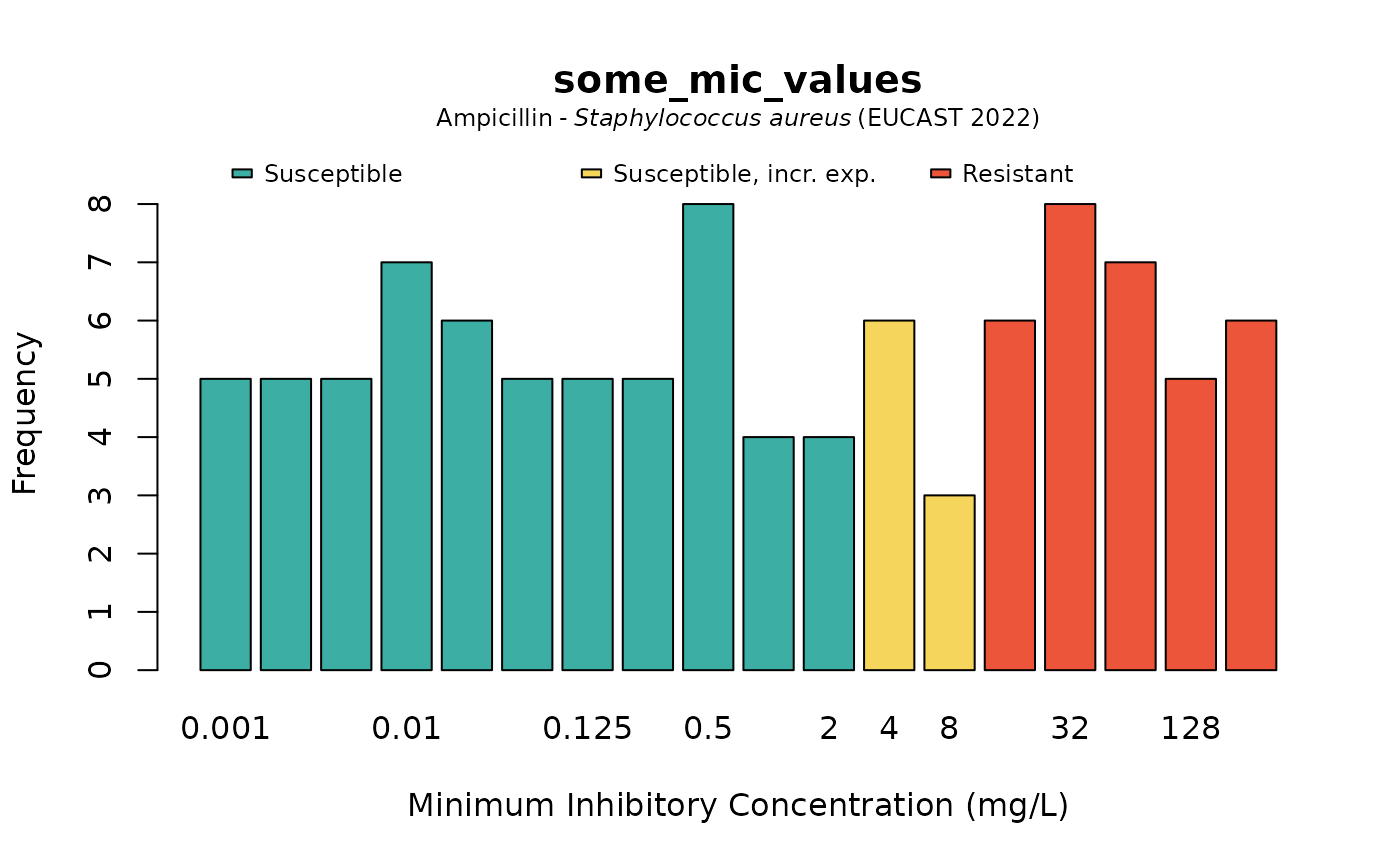 some_mic_values
Ampicillin - Staphylococcus aureus (EUCAST 2022)
Susceptible Susceptible, incr. exp. Resistant
8
7
6
5
4
3
2
1
0
Frequency
0.001 0.01 0.125 0.5 2 4 8 32 128
Minimum Inhibitory Concentration (mg/L)